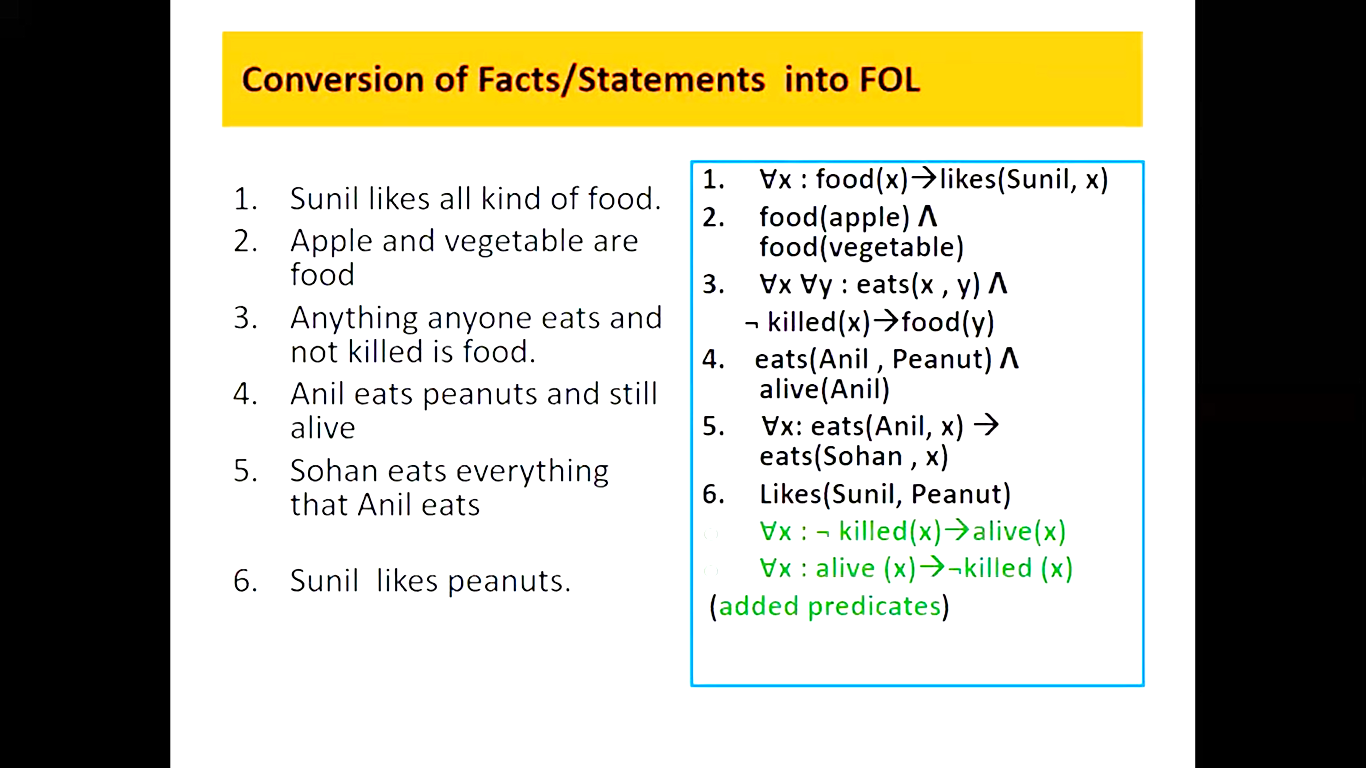 Conversion of Facts/Statements into FOL
1. Sunil likes all kind of food.
2. Apple and vegetable are
food
3. Anything anyone eats and
not killed is food.
4. Anil eats peanuts and still
alive
5. Sohan eats everything
that Anil eats
6. Sunil likes peanuts.
1. ∀x : food(x)→likes(Sunil, x)
2. food(apple) Λ
food(vegetable)
3. ∀x ∀y : eats(x , y) Λ
¬ killed(x)→food(y)
4. eats(Anil , Peanut) Λ
alive(Anil)
5. ∀x: eats(Anil, x) →
eats(Sohan , x)
6. Likes(Sunil, Peanut)
∀x : ¬ killed(x)→alive(x)
∀x : alive (x)→¬killed (x)
(added predicates)